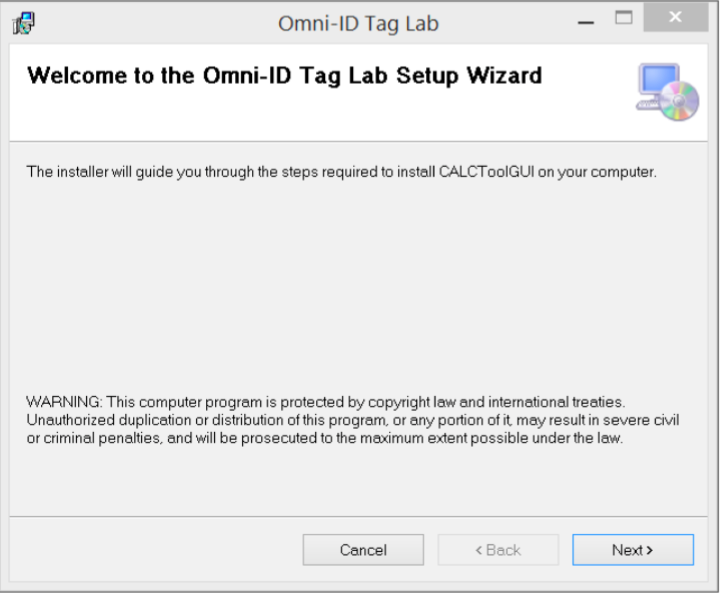 Omni-ID Tag Lab
Welcome to the Omni-ID Tag Lab Setup Wizard
The installer will guide you through the steps required to install CALCToolGUI on your computer.
WARNING: This computer program is protected by copyright law and international treaties.
Unauthorized duplication or distribution of this program, or any portion of it, may result in severe civil
or criminal penalties, and will be prosecuted to the maximum extent possible under the law.
Cancel
< Back
Next >